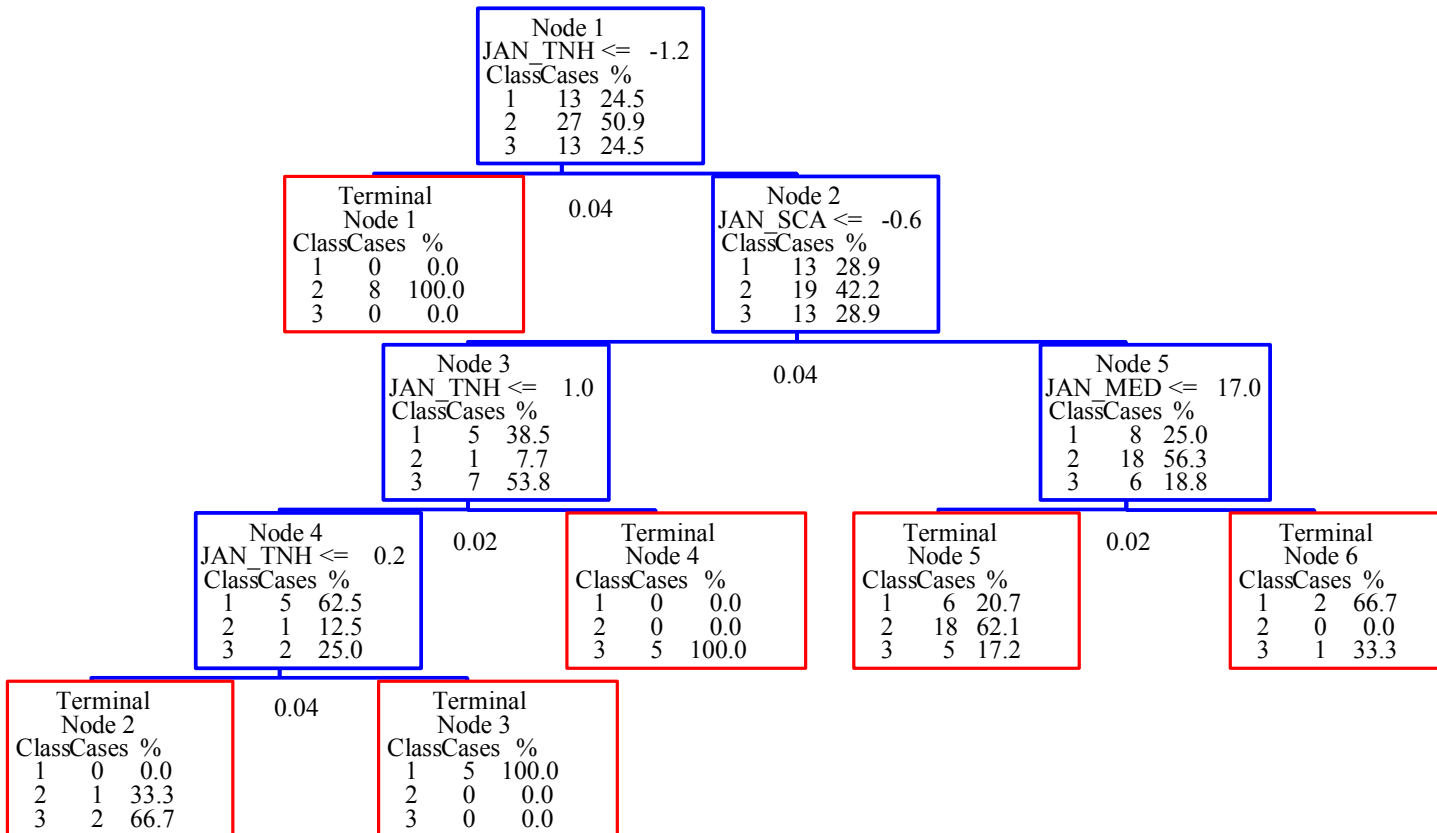 Node 1
JAN_TNH <= -1.2
ClassCases %
1 13 24.5
2 27 50.9
3 13 24.5
Terminal
Node 1
ClassCases %
1 0 0.0
2 8 100.0
3 0 0.0
0.04
Node 2
JAN_SCA <= -0.6
ClassCases %
1 13 28.9
2 19 42.2
3 13 28.9
Node 3
JAN_TNH <= 1.0
ClassCases %
1 5 38.5
2 1 7.7
3 7 53.8
0.04
Node 5
JAN_MED <= 17.0
ClassCases %
1 8 25.0
2 18 56.3
3 6 18.8
Node 4
JAN_TNH <= 0.2
ClassCases %
1 5 62.5
2 1 12.5
3 2 25.0
0.02
Terminal
Node 4
ClassCases %
1 0 0.0
2 0 0.0
3 5 100.0
Terminal
Node 5
ClassCases %
1 6 20.7
2 18 62.1
3 5 17.2
0.02
Terminal
Node 6
ClassCases %
1 2 66.7
2 0 0.0
3 1 33.3
Terminal
Node 2
ClassCases %
1 0 0.0
2 1 33.3
3 2 66.7
0.04
Terminal
Node 3
ClassCases %
1 5 100.0
2 0 0.0
3 0 0.0